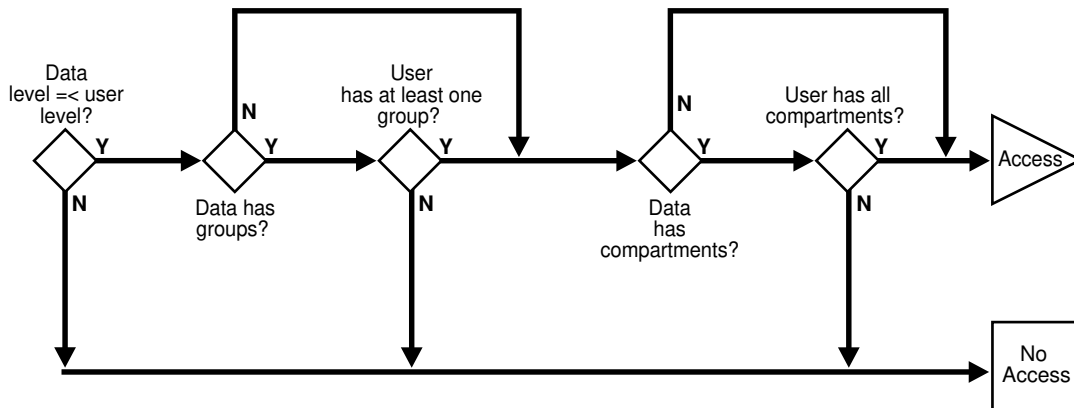 Data
level =< user
level?
Y
N
N
Y
Data has
groups?
User
has at least one
group?
Y
N
N
Y
Data
has
compartments?
User has all
compartments?
Y
N
Access
No
Access